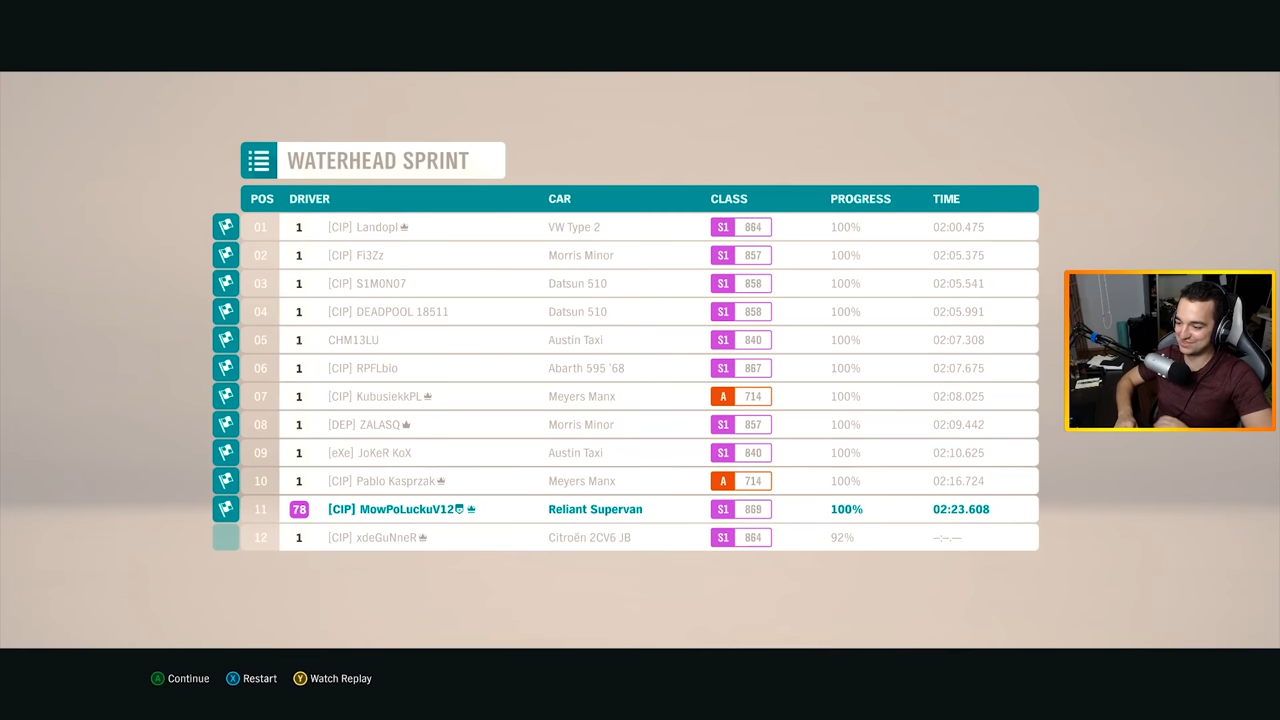 WATERHEAD SPRINT
POS DRIVER CAR CLASS PROGRESS TIME
01 1 [CIP] Landopl VW Type 2 S1 864 100% 02:00.475
02 1 [CIP] Fi3Zz Morris Minor S1 857 100% 02:05.375
03 1 [CIP] S1M0N07 Datsun 510 S1 858 100% 02:05.541
04 1 [CIP] DEADPOOL 18511 Datsun 510 S1 858 100% 02:05.991
05 1 CHM13LU Austin Taxi S1 840 100% 02:07.308
06 1 [CIP] RPFLbio Abarth 595 '68 S1 867 100% 02:07.675
07 1 [CIP] KubusiekkPL Meyers Manx A 714 100% 02:08.025
08 1 [DEP] ZALASQ Morris Minor S1 857 100% 02:09.442
09 1 [eXe] JoKeR KoX Austin Taxi S1 840 100% 02:10.625
10 1 [CIP] Pablo Kasprzak Meyers Manx A 714 100% 02:16.724
11 78 [CIP] MowPoLuckuV12 Reliant Supervan S1 869 100% 02:23.608
12 1 [CIP] xdeGuNneR Citroën 2CV6 JB S1 864 92% --:--.---
A Continue X Restart Y Watch Replay